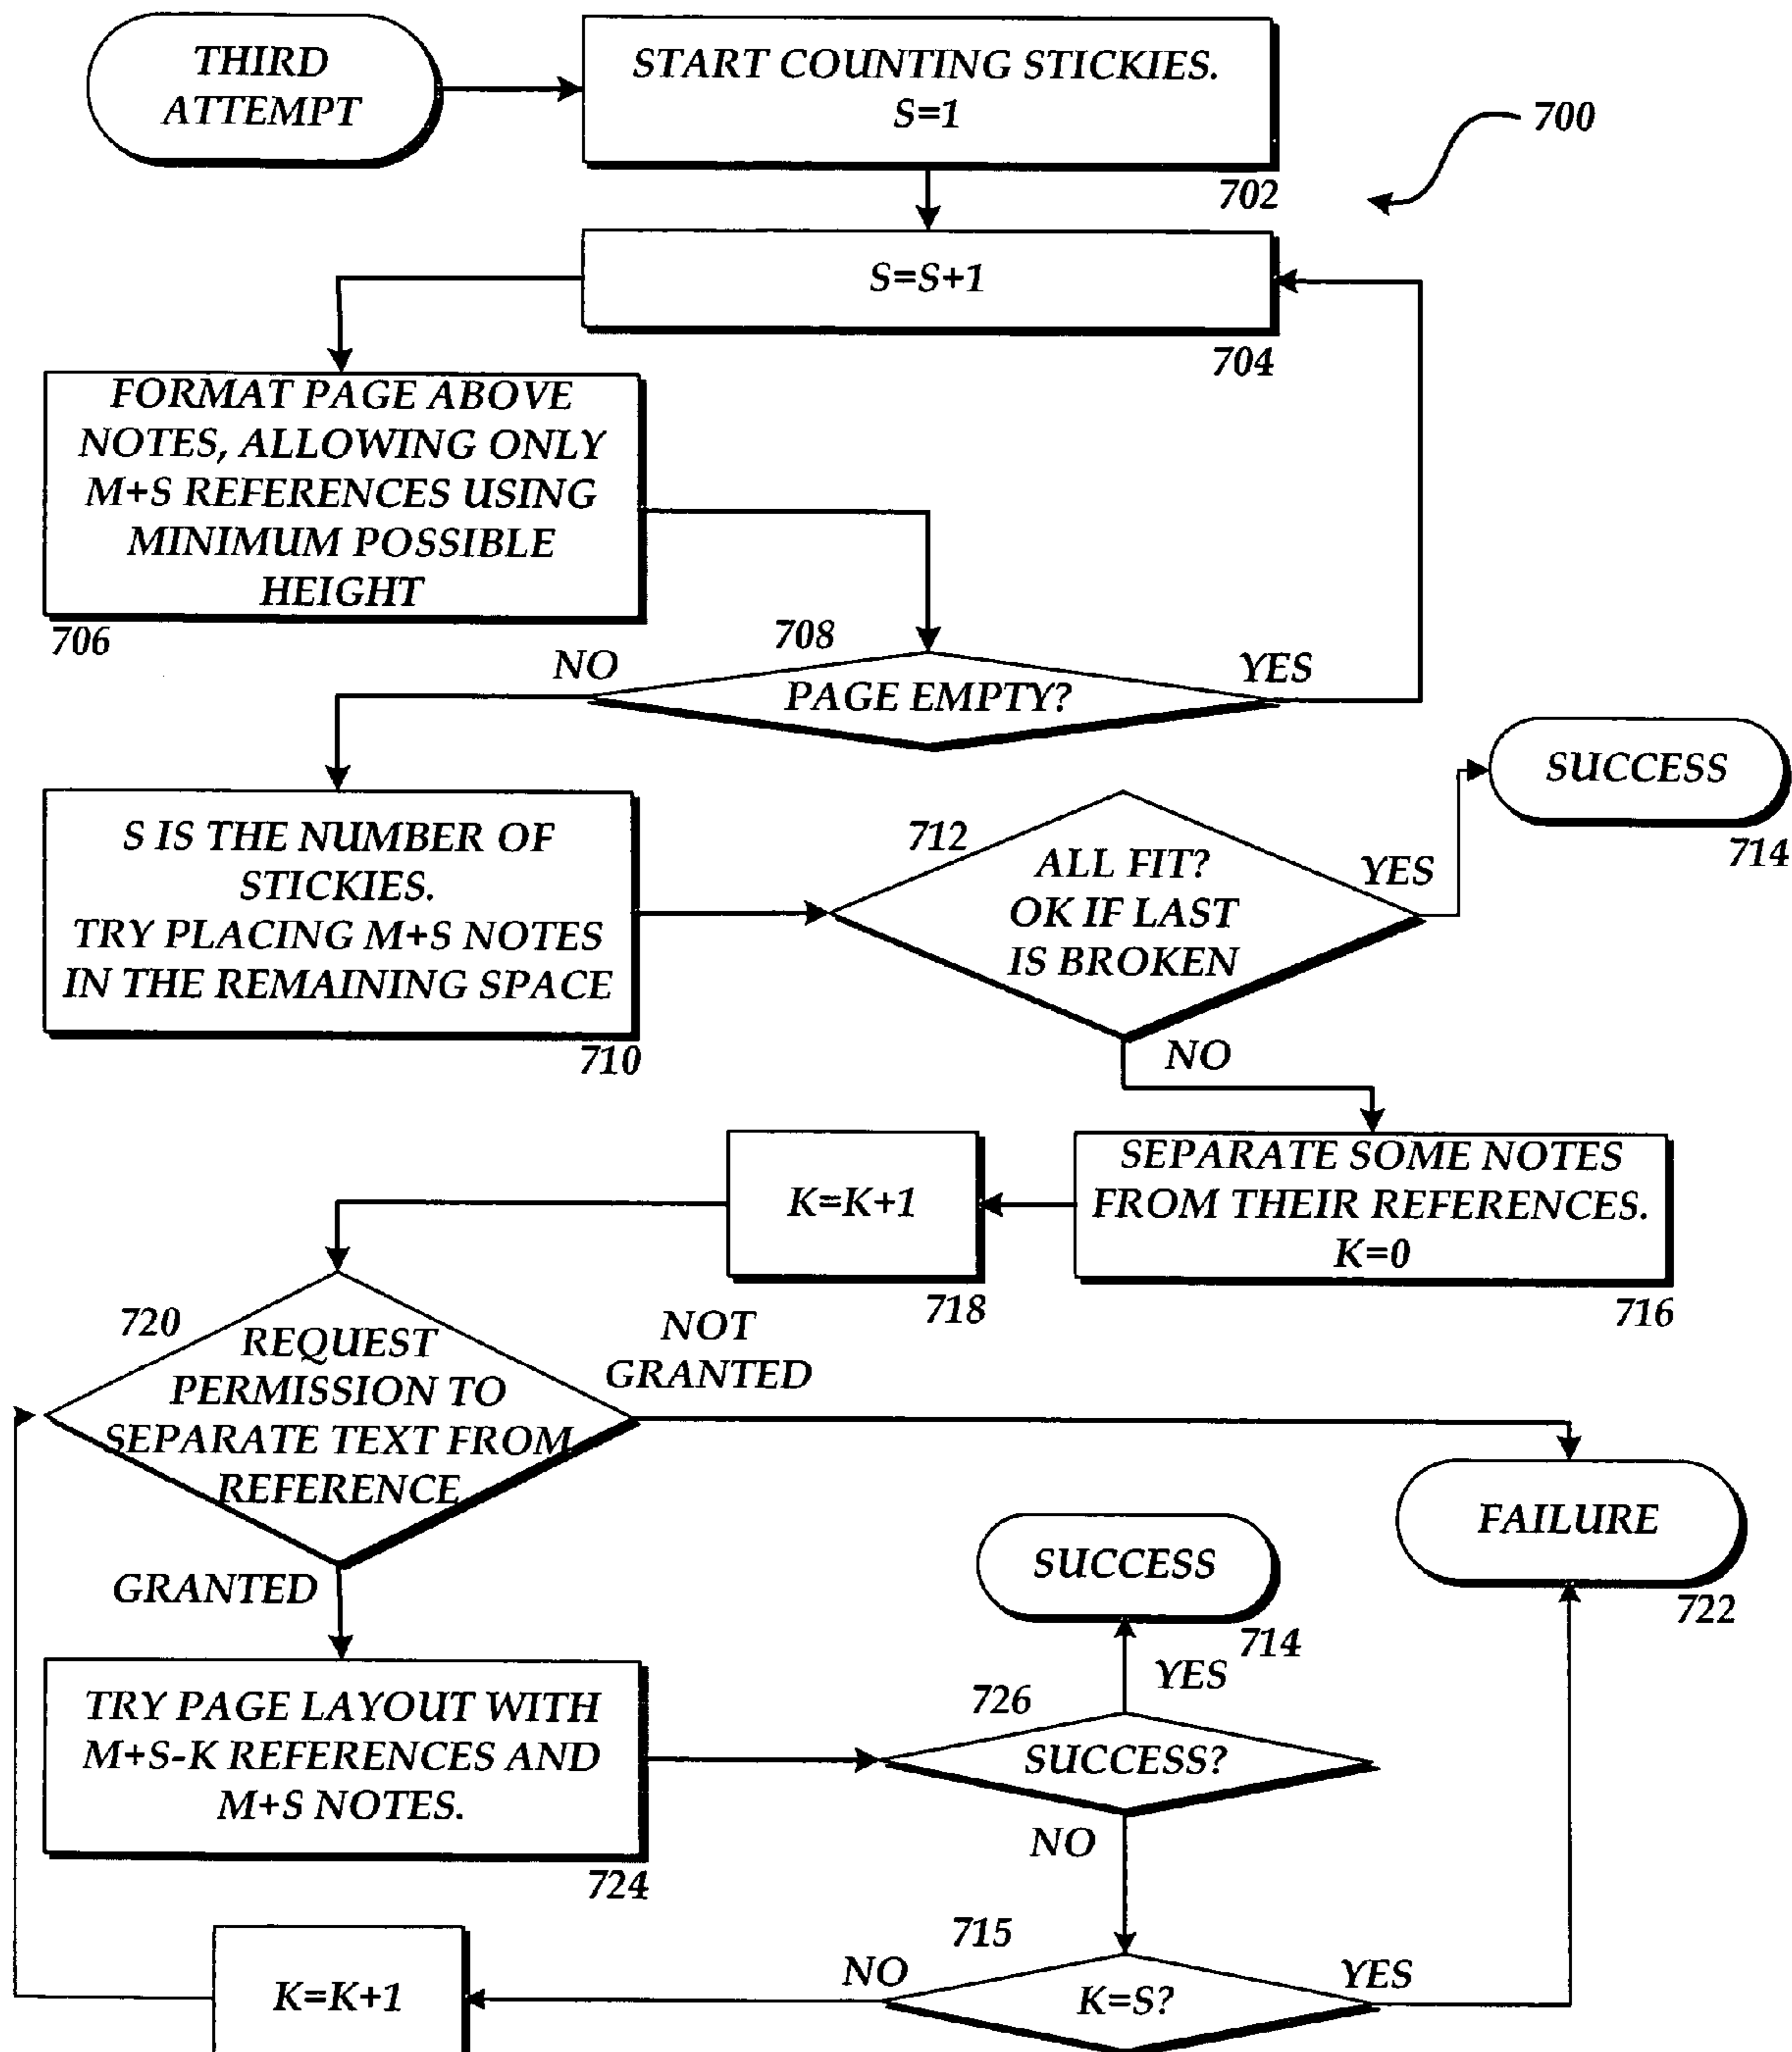 THIRD
ATTEMPT
START COUNTING STICKIES.
S=1
700
702
S=S+1
704
FORMAT PAGE ABOVE
NOTES, ALLOWING ONLY
M+S REFERENCES USING
MINIMUM POSSIBLE
HEIGHT
706
708
NO
PAGE EMPTY?
YES
SUCCESS
714
S IS THE NUMBER OF
STICKIES.
TRY PLACING M+S NOTES
IN THE REMAINING SPACE
710
712
ALL FIT?
OK IF LAST
IS BROKEN
YES
NO
SEPARATE SOME NOTES
FROM THEIR REFERENCES.
K=0
716
K=K+1
718
720
REQUEST
PERMISSION TO
SEPARATE TEXT FROM
REFERENCE
NOT
GRANTED
FAILURE
722
GRANTED
SUCCESS
714
YES
TRY PAGE LAYOUT WITH
M+S-K REFERENCES AND
M+S NOTES.
724
726
SUCCESS?
NO
715
NO
K=S?
YES
K=K+1